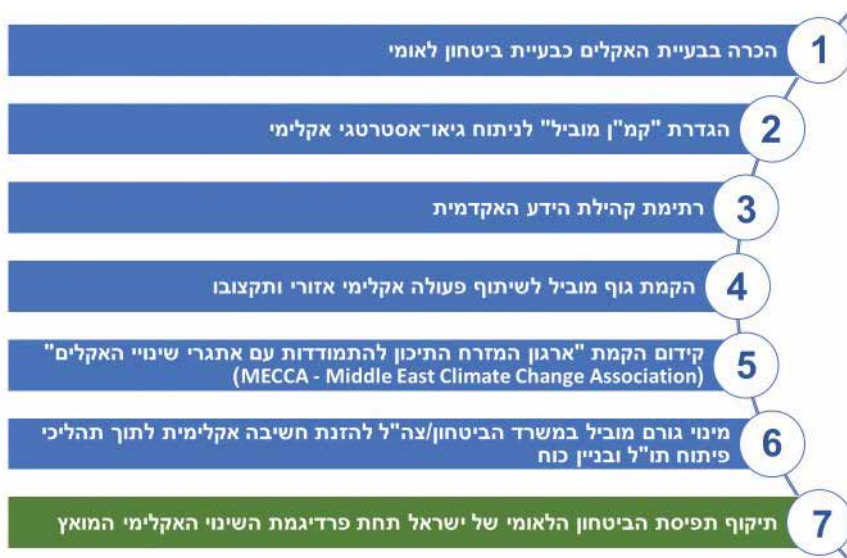 1
הכרה בבעיית האקלים כבעיית ביטחון לאומי
2
הגדרת "קמ"ן מוביל" לניתוח גיאו־אסטרטגי אקלימי
3
רתימת קהילת הידע האקדמית
4
הקמת גוף מוביל לשיתוף פעולה אקלימי אזורי ותקצובו
5
קידום הקמת "ארגון המזרח התיכון להתמודדות עם אתגרי שינויי האקלים"
(MECCA - Middle East Climate Change Association)
6
מינוי גורם מוביל במשרד הביטחון/צה"ל להזנת חשיבה אקלימית לתוך תהליכי
פיתוח תו"ל ובניין כוח
7
תיקוף תפיסת הביטחון הלאומי של ישראל תחת פרדיגמת השינוי האקלימי המואץ